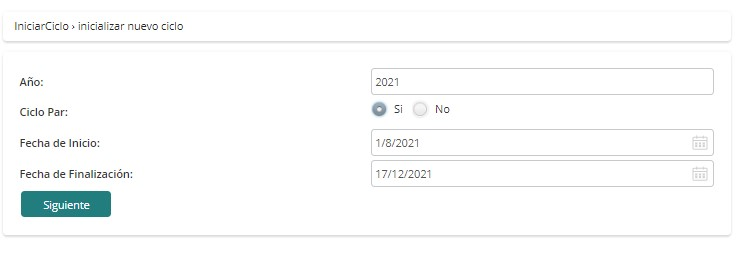 IniciarCiclo › inicializar nuevo ciclo
Año: 2021
Ciclo Par: Si No
Fecha de Inicio: 1/8/2021
Fecha de Finalización: 17/12/2021
Siguiente